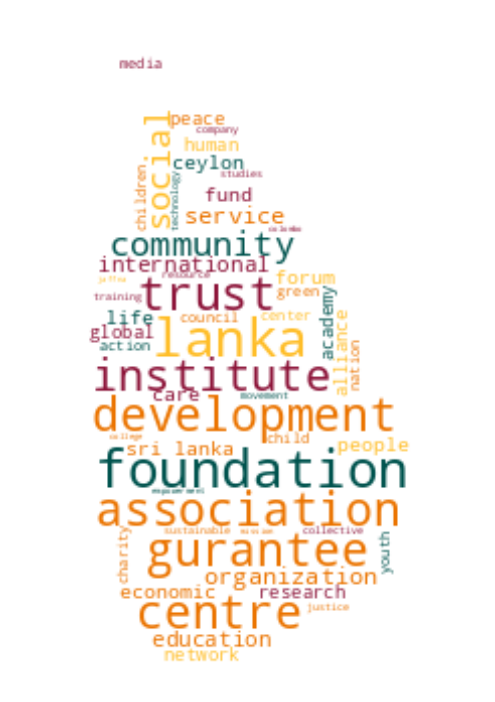 media
social
peace
company
human
ceylon
studies
children
technology
fund
service
colombo
community
international
resource
jaffna
trust
forum
green
training
life
council
center
academy
global
lanka
action
alliance
nation
institute
care
movement
development
college
child
sri lanka
people
foundation
empowerment
association
charity
sustainable
mission
collective
youth
gurantee
organization
economic
research
centre
justice
education
network